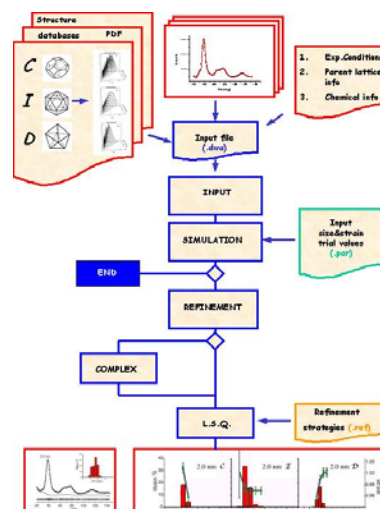 Structure
databases
PDF
C
I
D
1. Exp.Conditions
2. Parent lattice
info
3. Chemical info
Input file
(.dwa)
INPUT
SIMULATION
Input
size&strain
trial values
(.par)
END
REFINEMENT
COMPLEX
L.S.Q.
Refinement
strategies (.ref)
2.0 nm C
2.0 nm I
2.0 nm D